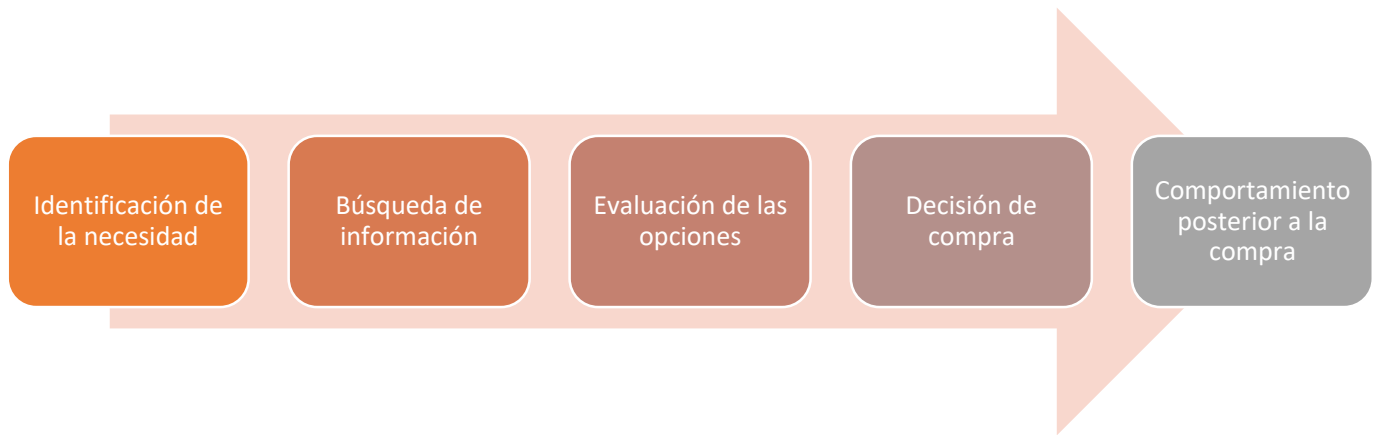 Identificación de
la necesidad
Búsqueda de
información
Evaluación de las
opciones
Decisión de
compra
Comportamiento
posterior a la
compra